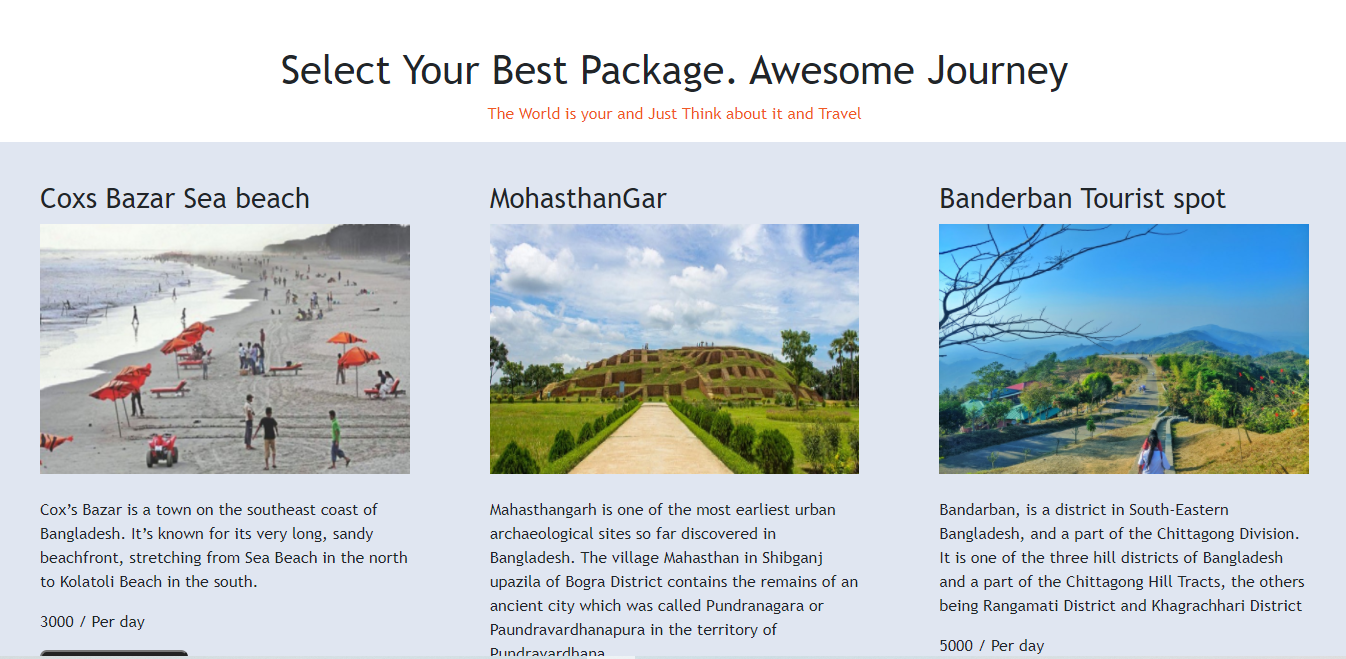 Select Your Best Package. Awesome Journey
The World is your and Just Think about it and Travel
Coxs Bazar Sea beach
Cox’s Bazar is a town on the southeast coast of
Bangladesh. It’s known for its very long, sandy
beachfront, stretching from Sea Beach in the north
to Kolatoli Beach in the south.
3000 / Per day
MohasthanGar
Mahasthangarh is one of the most earliest urban
archaeological sites so far discovered in
Bangladesh. The village Mahasthan in Shibganj
upazila of Bogra District contains the remains of an
ancient city which was called Pundranagara or
Paundravardhanapura in the territory of
Pundravardhana
Banderban Tourist spot
Bandarban, is a district in South-Eastern
Bangladesh, and a part of the Chittagong Division.
It is one of the three hill districts of Bangladesh
and a part of the Chittagong Hill Tracts, the others
being Rangamati District and Khagrachhari District
5000 / Per day